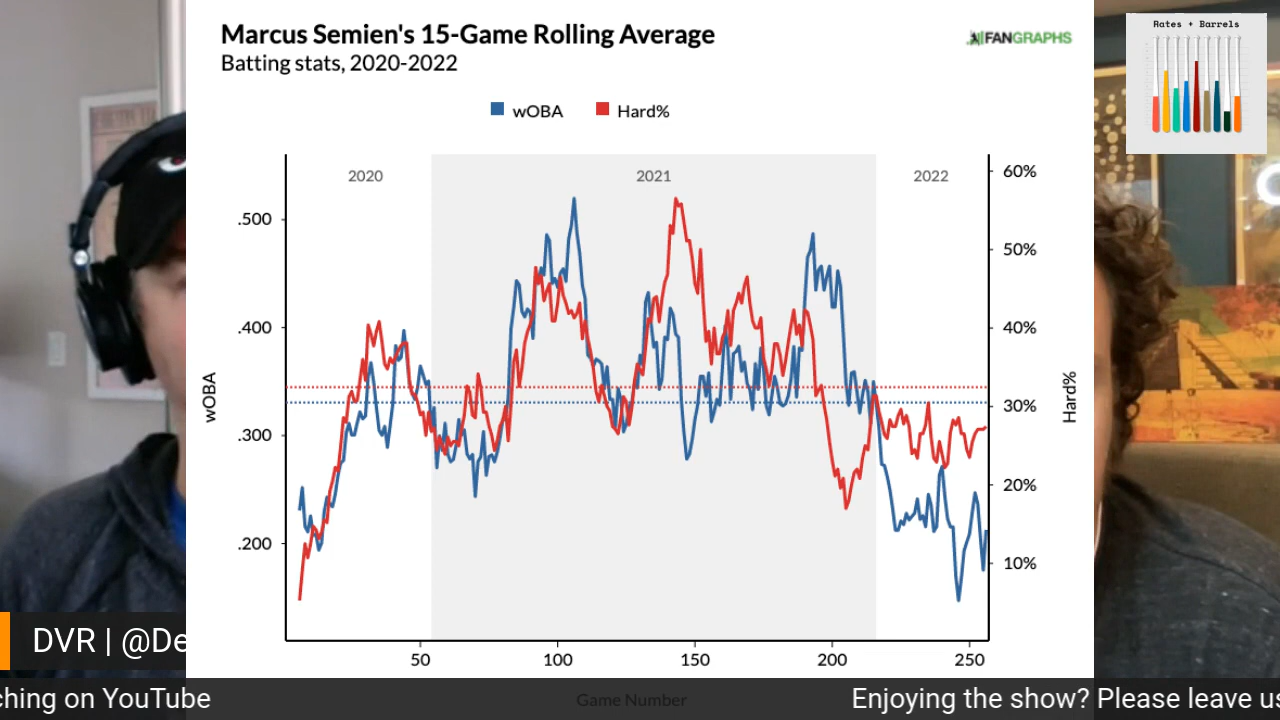 Marcus Semien's 15-Game Rolling Average
Batting stats, 2020-2022
FANGRAPHS
Rates + Barrels
wOBA
Hard%
2020
2021
2022
60%
.500
50%
.400
40%
wOBA
Hard%
30%
.300
20%
.200
10%
50
100
150
200
250
Game Number
DVR | @De
ching on YouTube
Enjoying the show? Please leave us